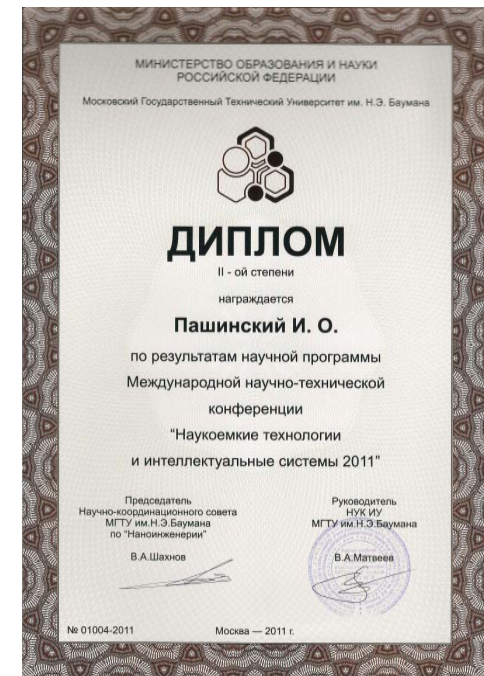 МИНИСТЕРСТВО ОБРАЗОВАНИЯ И НАУКИ
РОССИЙСКОЙ ФЕДЕРАЦИИ
Московский Государственный Технический Университет им. Н.Э. Баумана
ДИПЛОМ
II - ой степени
награждается
Пашинский И. О.
по результатам научной программы
Международной научно-технической
конференции
“Наукоемкие технологии
и интеллектуальные системы 2011”
Председатель
Научно-координационного совета
МГТУ им.Н.Э.Баумана
по “Наноинженерии”
В.А.Шахнов
Руководитель
НУК ИУ
МГТУ им.Н.Э.Баумана
В.А.Матвеев
№ 01004-2011
Москва — 2011 г.